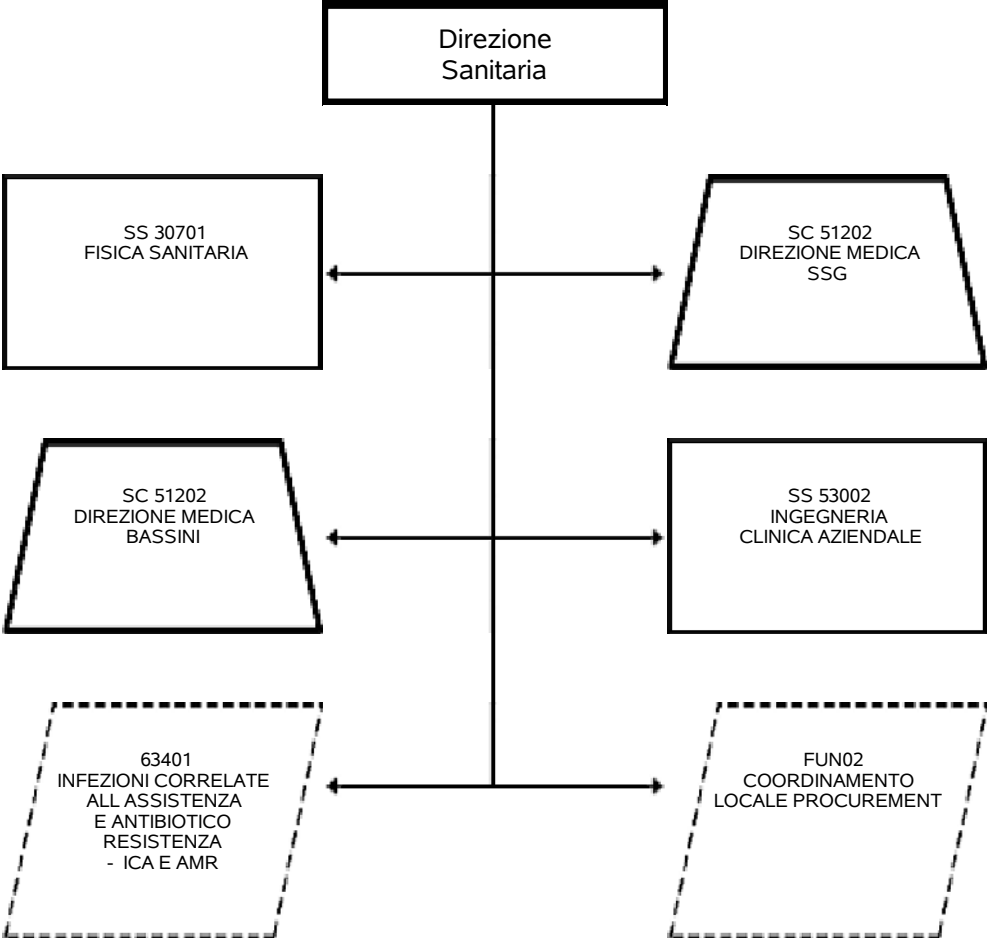 Direzione
Sanitaria
SS 30701
FISICA SANITARIA
SC 51202
DIREZIONE MEDICA
SSG
SC 51202
DIREZIONE MEDICA
BASSINI
SS 53002
INGEGNERIA
CLINICA AZIENDALE
63401
INFEZIONI CORRELATE
ALL ASSISTENZA
E ANTIBIOTICO
RESISTENZA
- ICA E AMR
FUN02
COORDINAMENTO
LOCALE PROCUREMENT